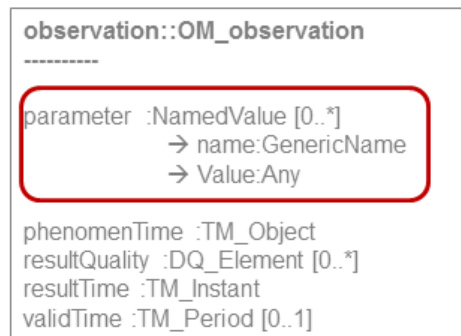 observation::OM_observation
----------
parameter :NamedValue [0..*]
→ name:GenericName
→ Value:Any
phenomenTime :TM_Object
resultQuality :DQ_Element [0..*]
resultTime :TM_Instant
validTime :TM_Period [0..1]